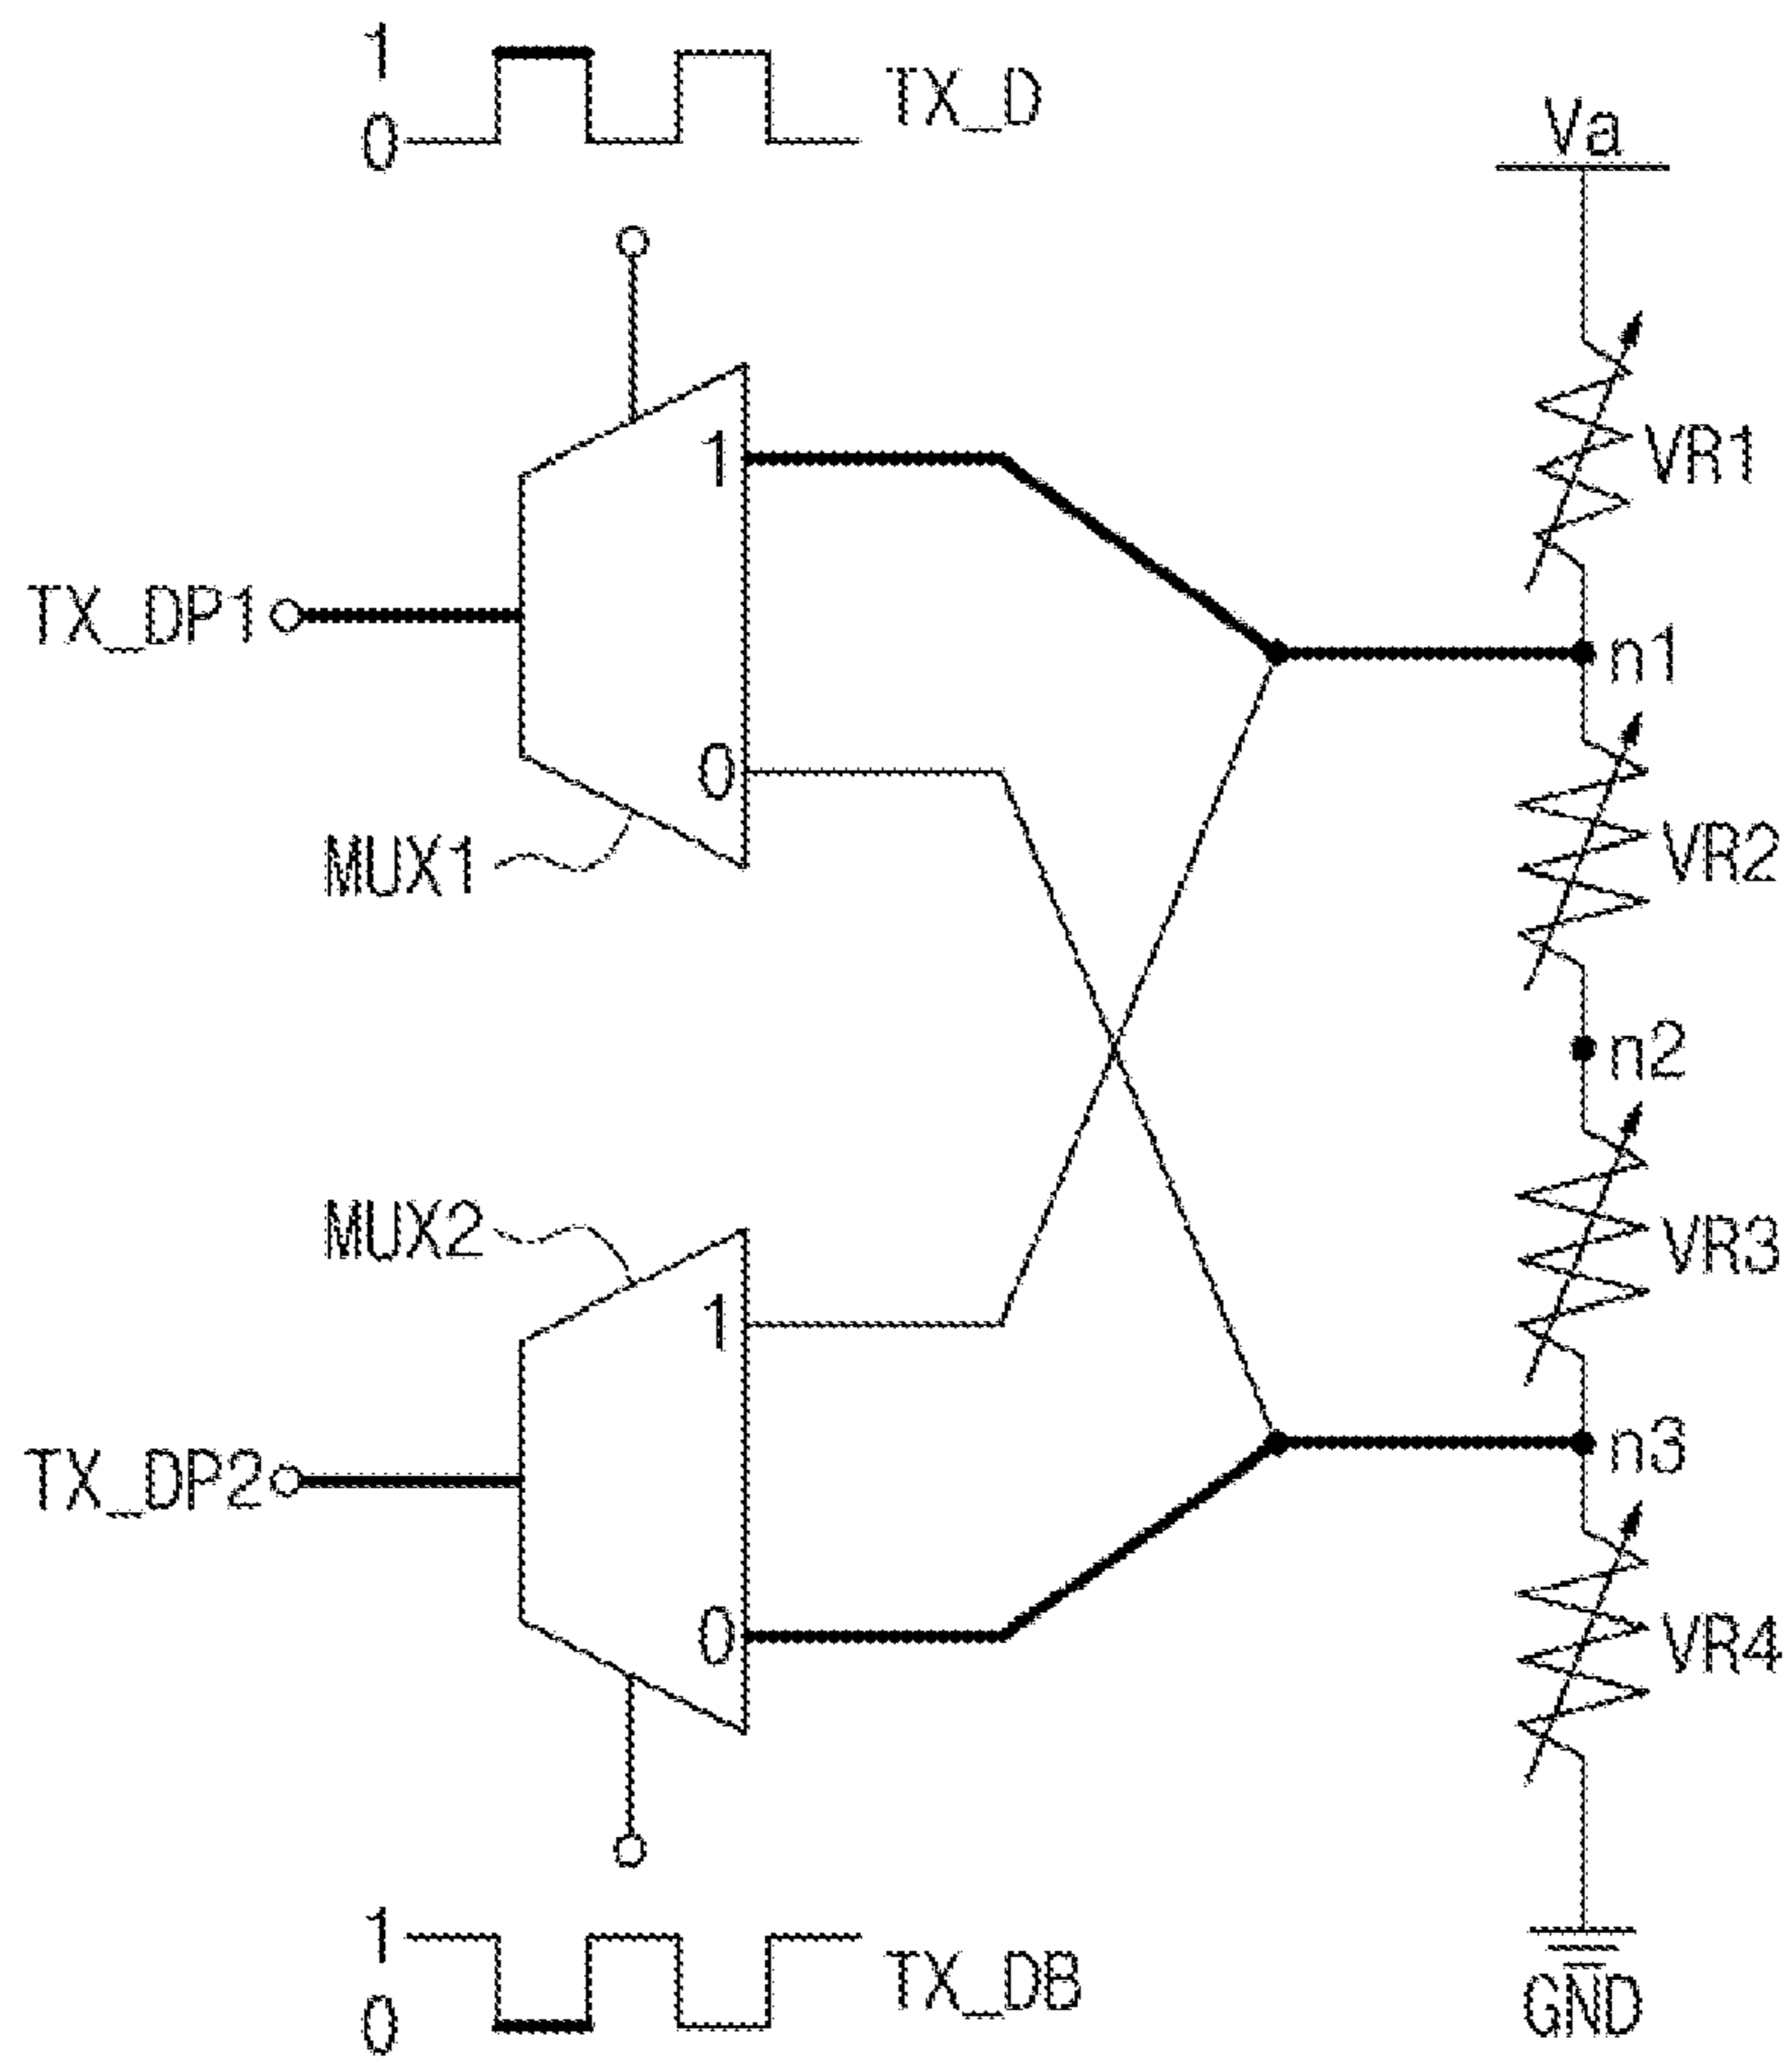 1
0
TX_D
Va
1
VR1
TX_DP1
n1
0
MUX1
VR2
n2
MUX2
1
VR3
TX_DP2
n3
0
VR4
1
0
TX_DB
GND